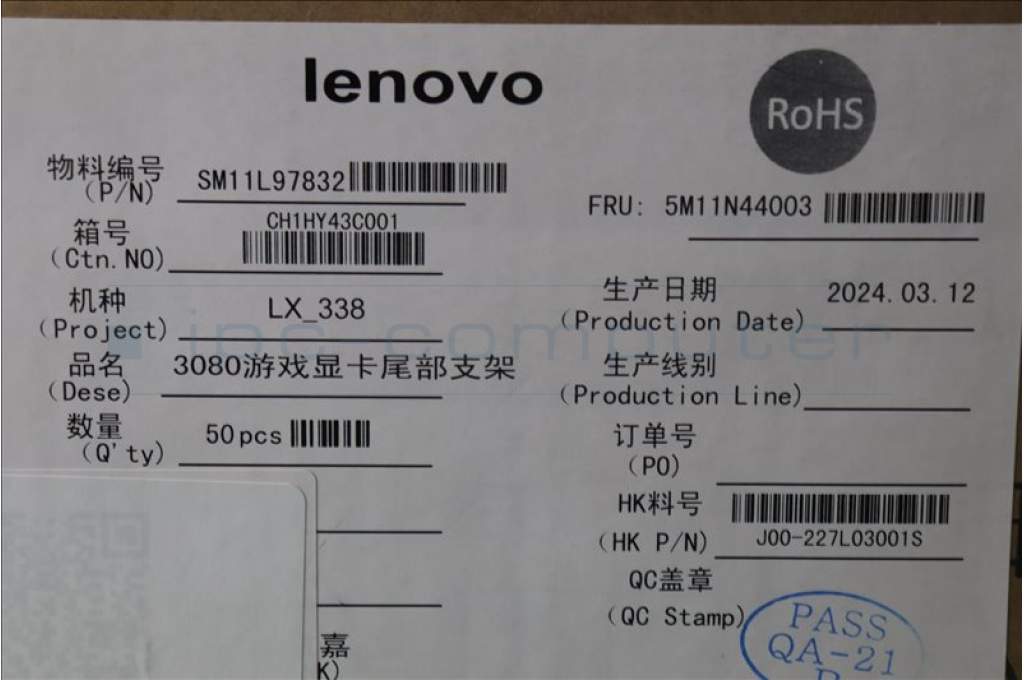 lenovo
RoHS
物料编号
(P/N)
SM11L97832
FRU: 5M11N44003
箱号
(Ctn.NO)
CH1HY43C001
机种
(Project)
LX_338
生产日期
(Production Date)
2024.03.12
品名
(Dese)
3080游戏显卡尾部支架
生产线别
(Production Line)
数量
(Q'ty)
50pcs
订单号
(PO)
HK料号
(HK P/N)
J00-227L03001S
QC盖章
(QC Stamp)
PASS
QA-21
嘉
K)
ipc-computer